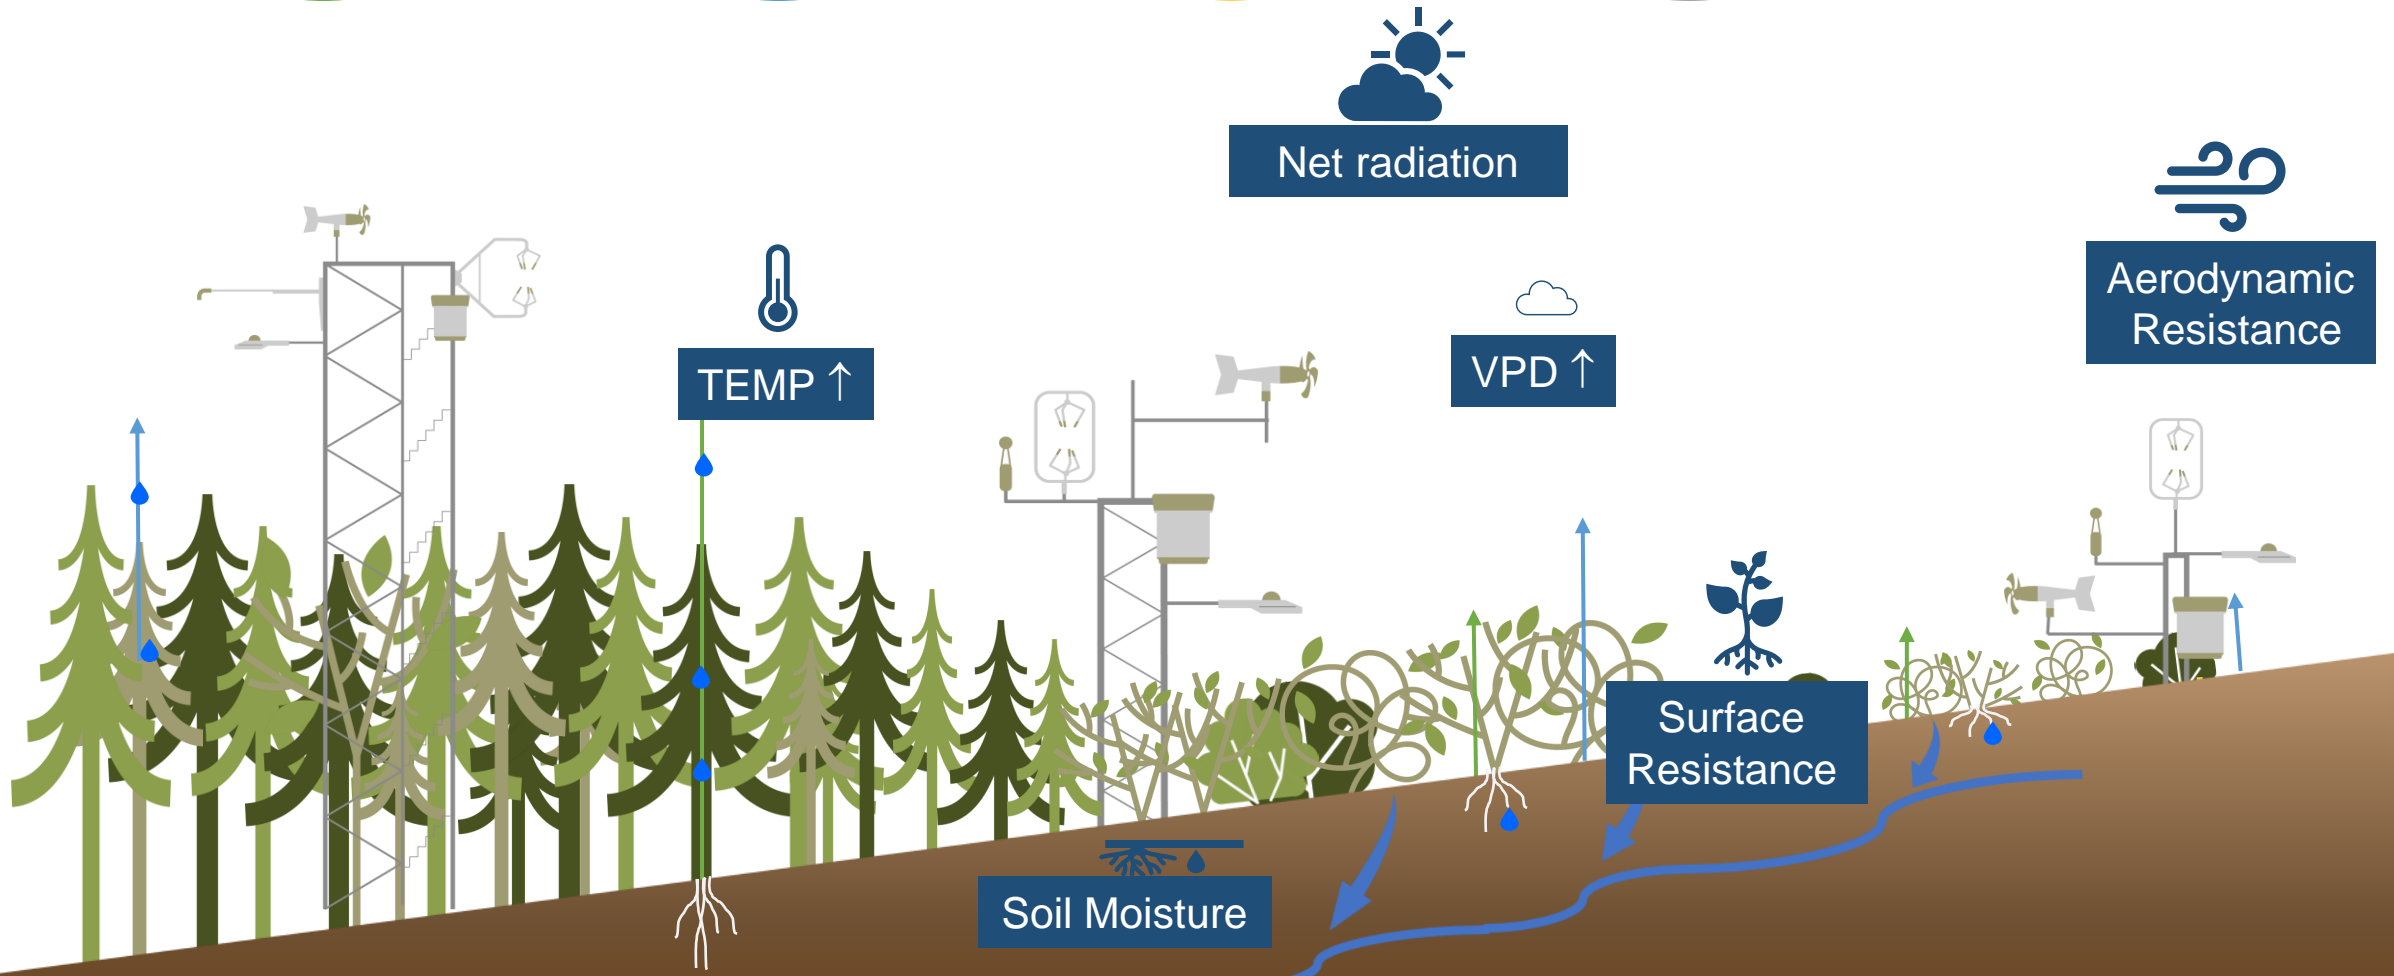 Net radiation
Aerodynamic
Resistance
TEMP ↑
VPD ↑
Surface
Resistance
Soil Moisture